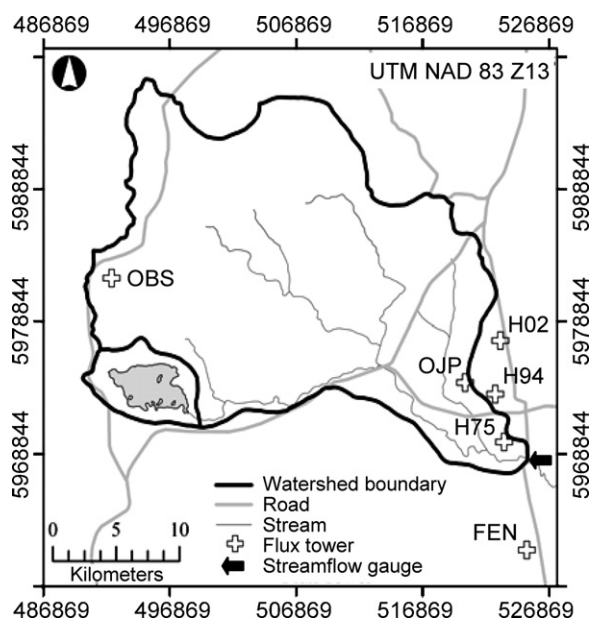 486869 496869 506869 516869 526869
UTM NAD 83 Z13
5988844 5988844
OBS
5978844 5978844
H02
OJP
H94
H75
5968844 5968844
Watershed boundary
Road
Stream
FEN
Flux tower
Streamflow gauge
0 5 10
Kilometers
486869 496869 506869 516869 526869